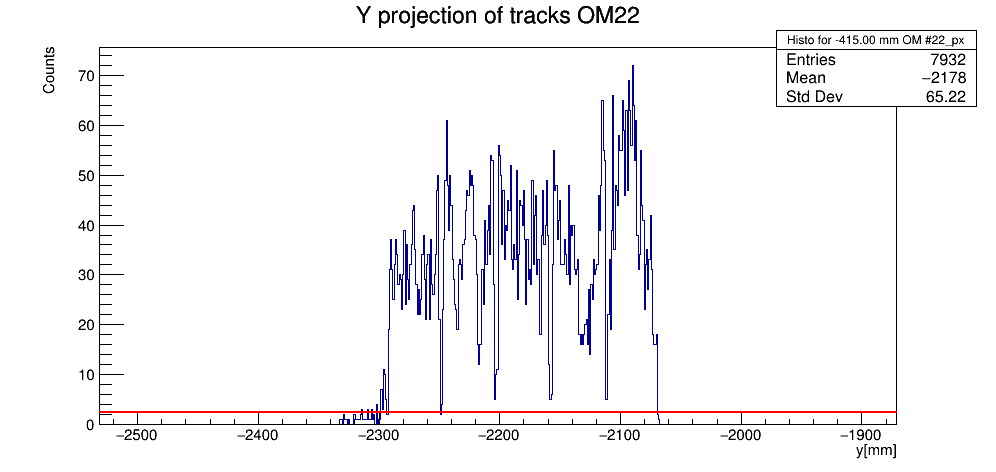 Y projection of tracks OM22
Histo for -415.00 mm OM #22_px
Entries 7932
Mean −2178
Std Dev 65.22
Counts
70
60
50
40
30
20
10
0
−2500 −2400 −2300 −2200 −2100 −2000 −1900
y[mm]